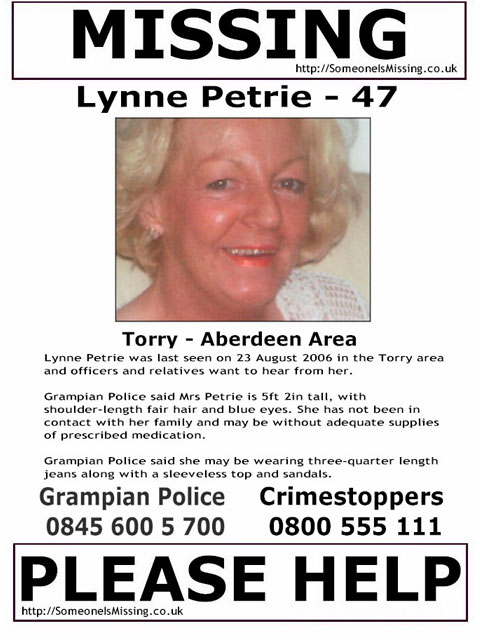 MISSING
http://SomeoneIsMissing.co.uk
Lynne Petrie - 47
Torry - Aberdeen Area
Lynne Petrie was last seen on 23 August 2006 in the Torry area
and officers and relatives want to hear from her.
Grampian Police said Mrs Petrie is 5ft 2in tall, with
shoulder-length fair hair and blue eyes. She has not been in
contact with her family and may be without adequate supplies
of prescribed medication.
Grampian Police said she may be wearing three-quarter length
jeans along with a sleeveless top and sandals.
Grampian Police Crimestoppers
0845 600 5 700 0800 555 111
PLEASE HELP
http://SomeoneIsMissing.co.uk